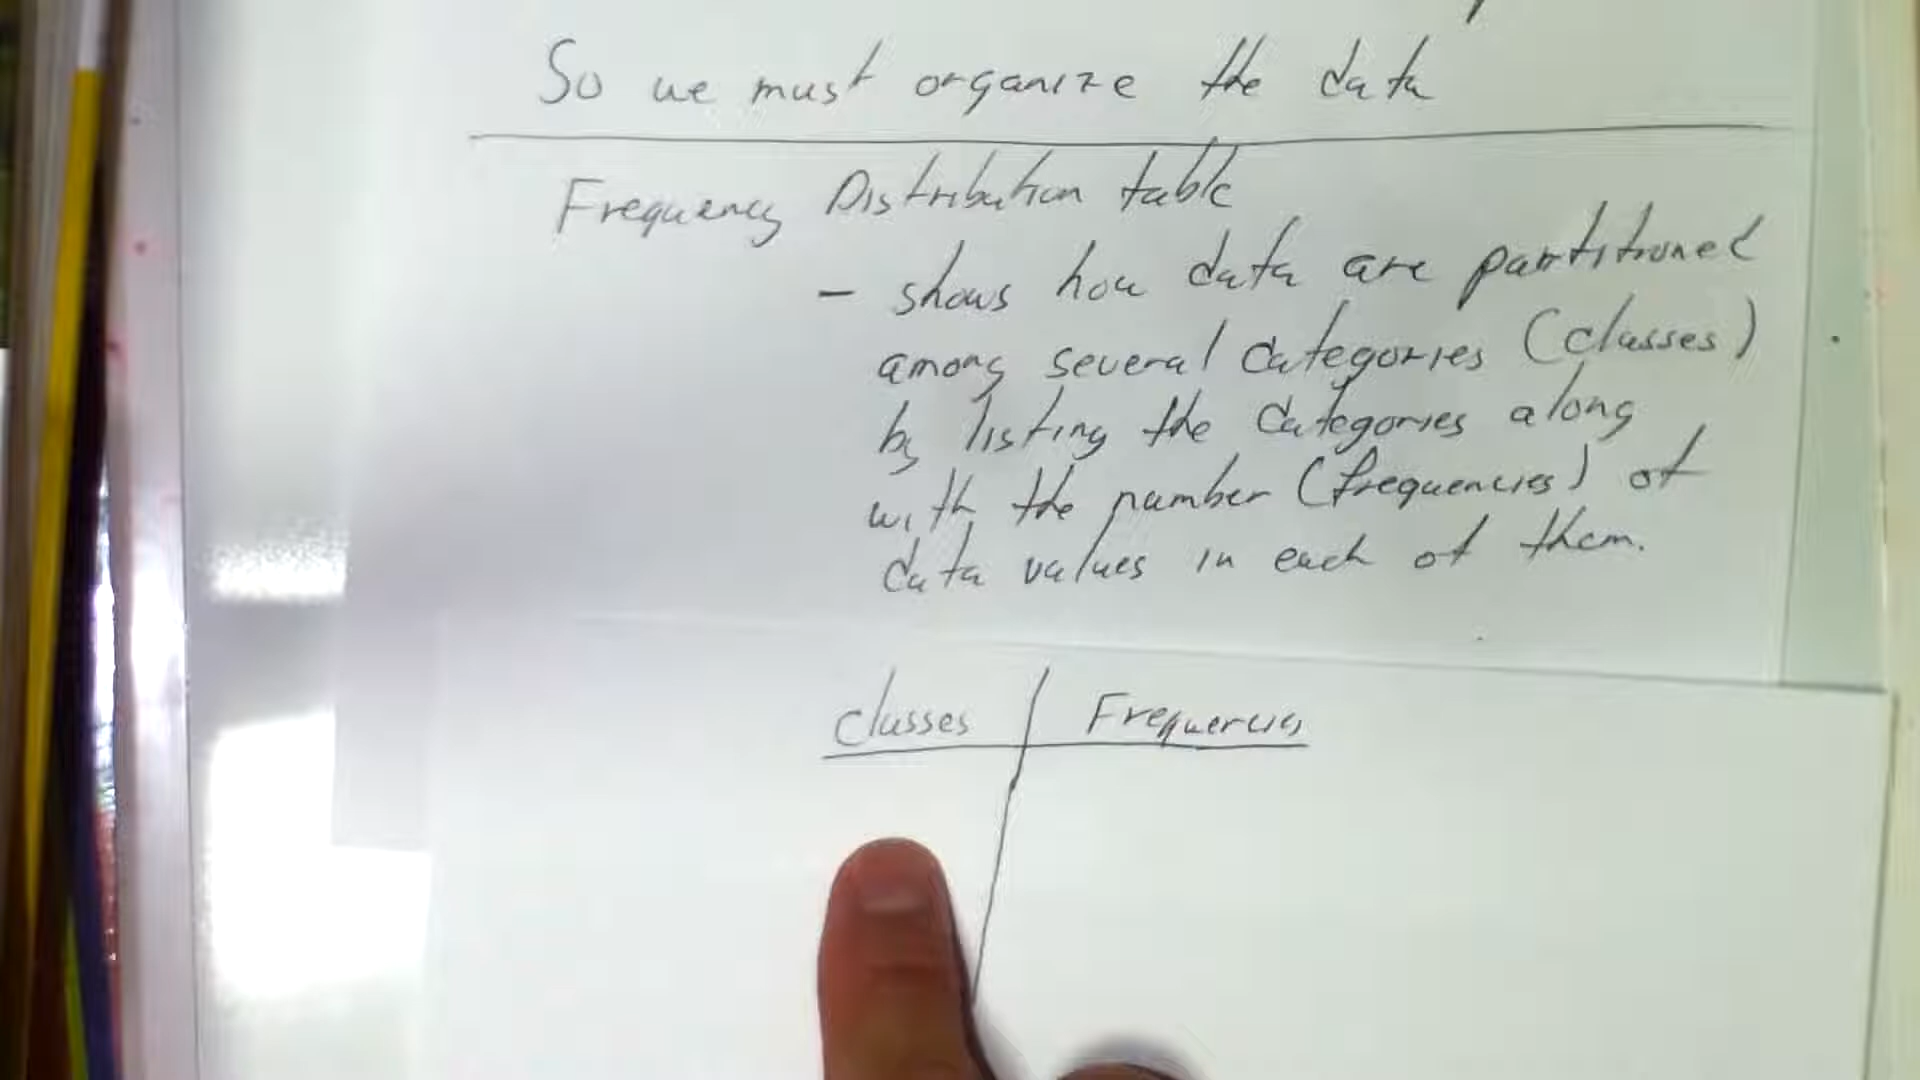 So we must organize the data
Frequency Distribution table
- shows how data are partitioned
among several categories (classes)
by listing the categories along
with the number (frequencies) of
data values in each of them.
classes | Frequencies